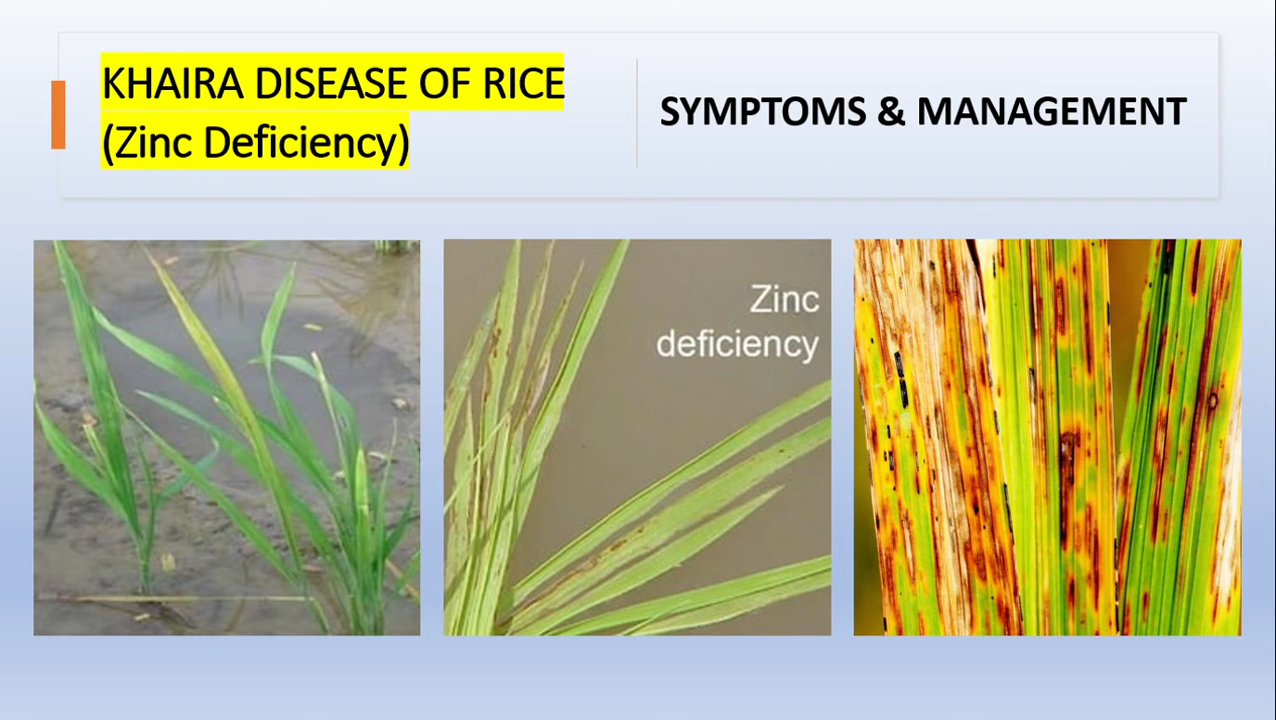 KHAIRA DISEASE OF RICE
(Zinc Deficiency)
SYMPTOMS & MANAGEMENT
Zinc
deficiency